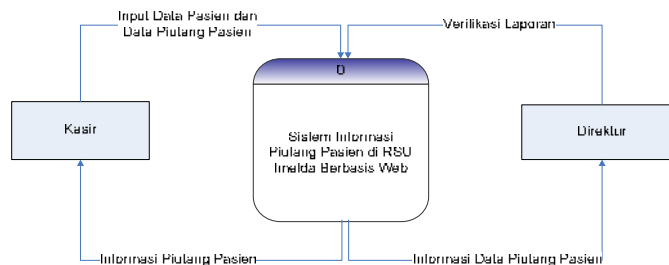 Input Data Pasien dan
Data Piutang Pasien
Verifikasi Laporan
0
Kasir
Sistem Informasi
Piutang Pasien di RSU
Imelda Berbasis Web
Direktur
Informasi Piutang Pasien
Informasi Data Piutang Pasien